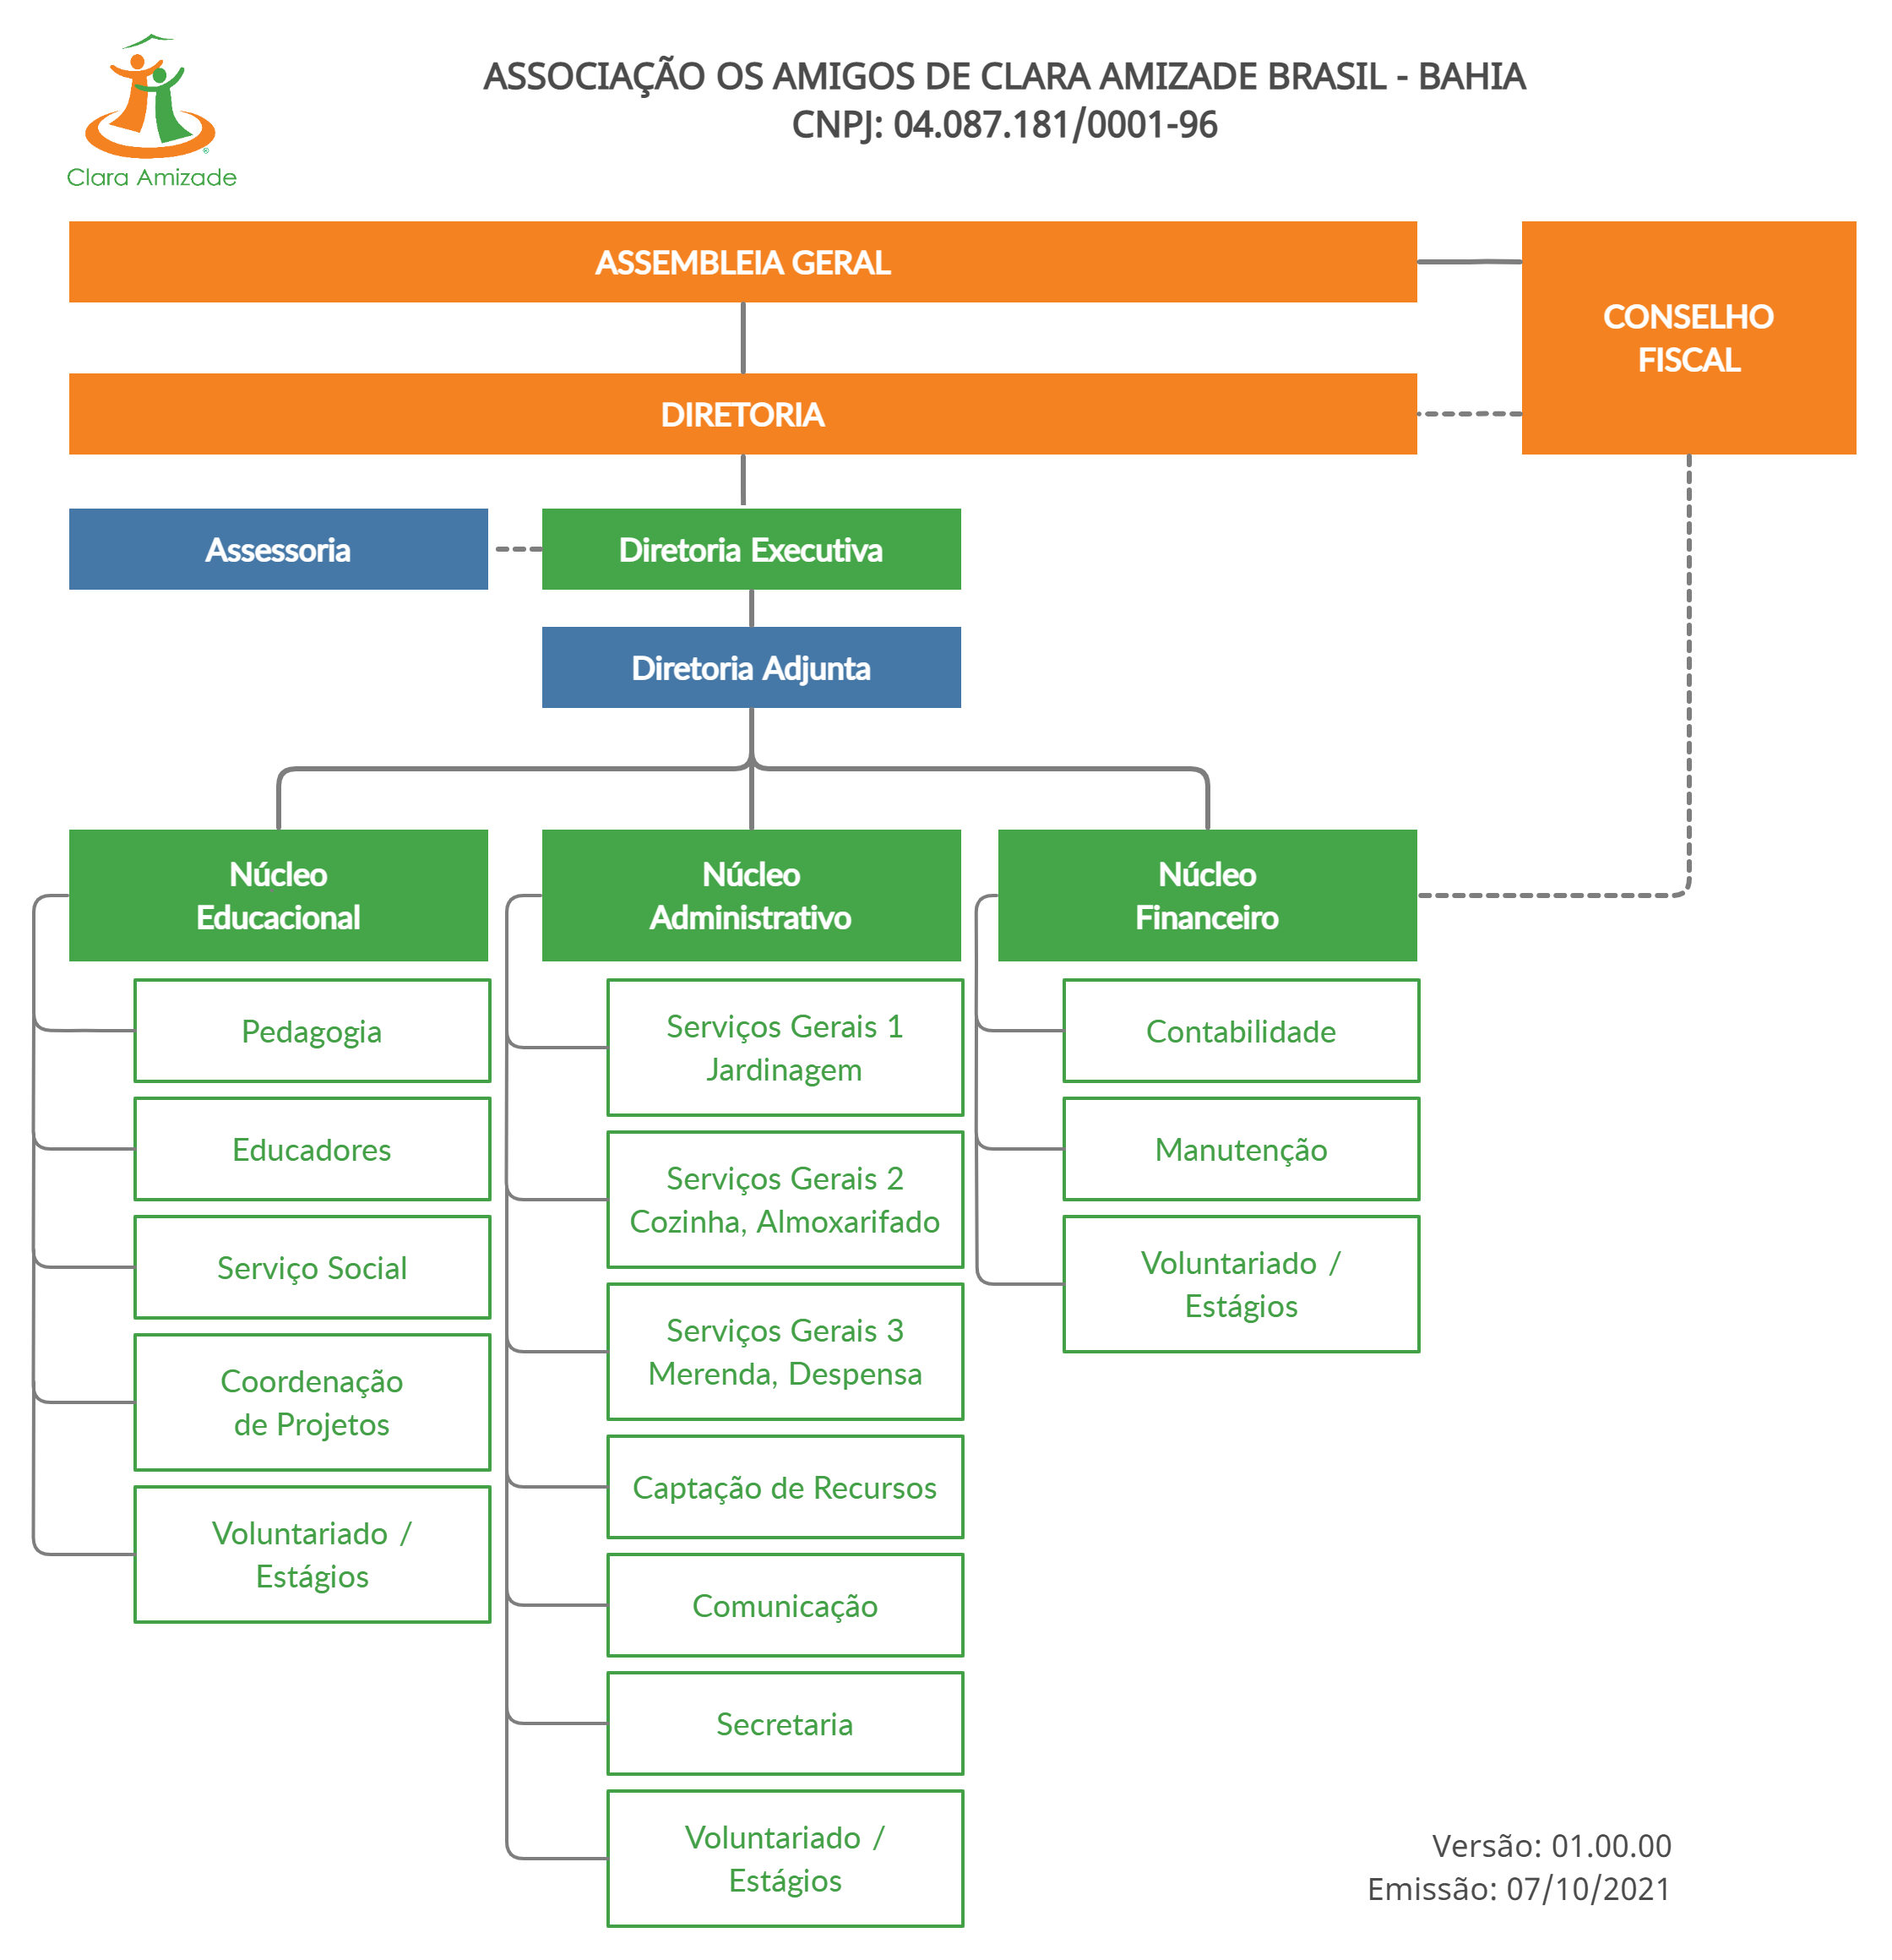 Clara Amizade
ASSOCIAÇÃO OS AMIGOS DE CLARA AMIZADE BRASIL - BAHIA
CNPJ: 04.087.181/0001-96
ASSEMBLEIA GERAL
CONSELHO
FISCAL
DIRETORIA
Assessoria
Diretoria Executiva
Diretoria Adjunta
Núcleo
Educacional
Pedagogia
Educadores
Serviço Social
Coordenação
de Projetos
Voluntariado /
Estágios
Núcleo
Administrativo
Serviços Gerais 1
Jardinagem
Serviços Gerais 2
Cozinha, Almoxarifado
Serviços Gerais 3
Merenda, Despensa
Captação de Recursos
Comunicação
Secretaria
Voluntariado /
Estágios
Núcleo
Financeiro
Contabilidade
Manutenção
Voluntariado /
Estágios
Versão: 01.00.00
Emissão: 07/10/2021